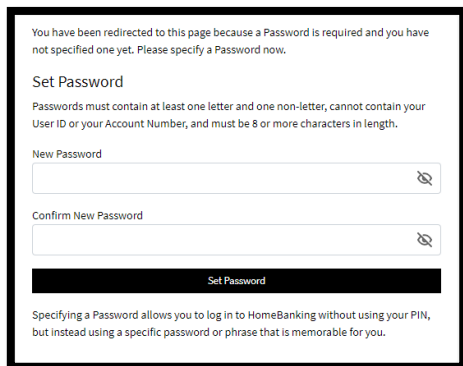 You have been redirected to this page because a Password is required and you have
not specified one yet. Please specify a Password now.
Set Password
Passwords must contain at least one letter and one non-letter, cannot contain your
User ID or your Account Number, and must be 8 or more characters in length.
New Password
Confirm New Password
Set Password
Specifying a Password allows you to log in to HomeBanking without using your PIN,
but instead using a specific password or phrase that is memorable for you.